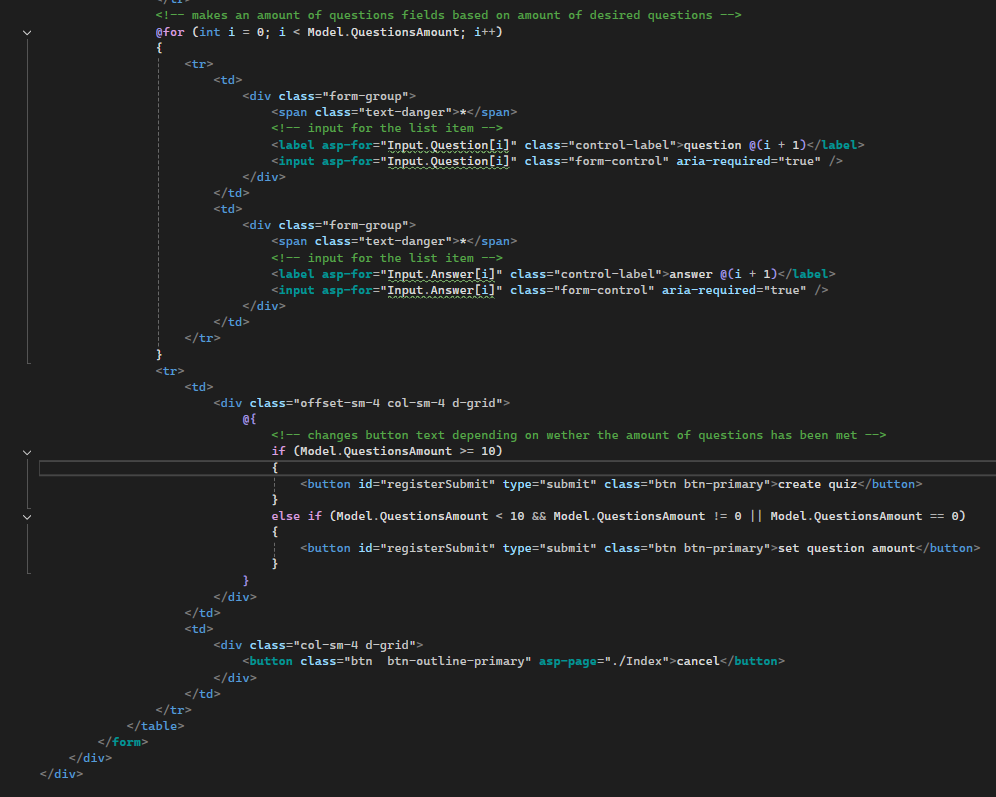 </tr>
<!-- makes an amount of questions fields based on amount of desired questions -->
@for (int i = 0; i < Model.QuestionsAmount; i++)
{
<tr>
<td>
<div class="form-group">
<span class="text-danger">*</span>
<!-- input for the list item -->
<label asp-for="Input.Question[i]" class="control-label">question @(i + 1)</label>
<input asp-for="Input.Question[i]" class="form-control" aria-required="true" />
</div>
</td>
<td>
<div class="form-group">
<span class="text-danger">*</span>
<!-- input for the list item -->
<label asp-for="Input.Answer[i]" class="control-label">answer @(i + 1)</label>
<input asp-for="Input.Answer[i]" class="form-control" aria-required="true" />
</div>
</td>
</tr>
}
<tr>
<td>
<div class="offset-sm-4 col-sm-4 d-grid">
@{
<!-- changes button text depending on wether the amount of questions has been met -->
if (Model.QuestionsAmount >= 10)
{
<button id="registerSubmit" type="submit" class="btn btn-primary">create quiz</button>
}
else if (Model.QuestionsAmount < 10 && Model.QuestionsAmount != 0 || Model.QuestionsAmount == 0)
{
<button id="registerSubmit" type="submit" class="btn btn-primary">set question amount</button>
}
}
</div>
</td>
<td>
<div class="col-sm-4 d-grid">
<button class="btn  btn-outline-primary" asp-page="./Index">cancel</button>
</div>
</td>
</tr>
</table>
</form>
</div>
</div>